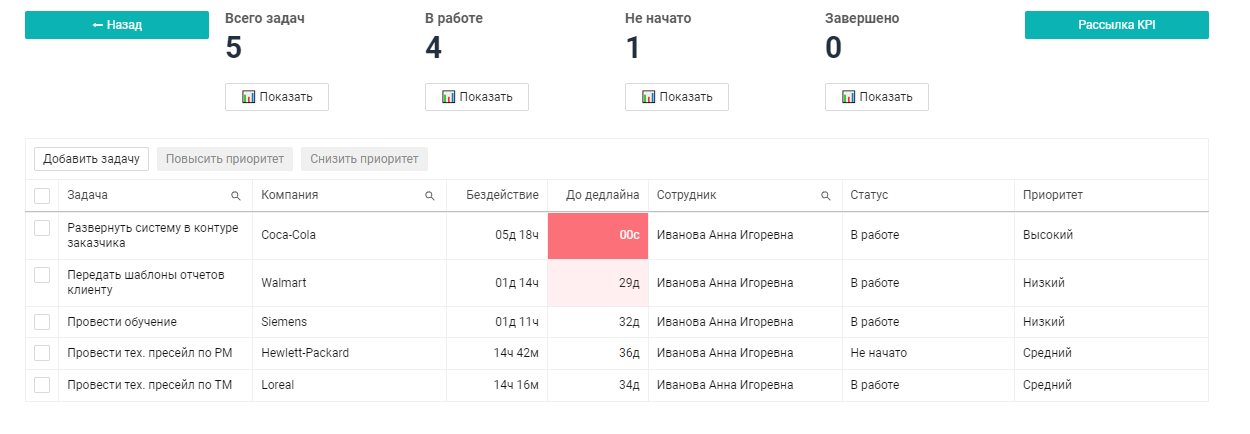 ← Назад
Всего задач
5
Показать
В работе
4
Показать
Не начато
1
Показать
Завершено
0
Показать
Рассылка KPI
Добавить задачу Повысить приоритет Снизить приоритет
Задача Компания Бездействие До дедлайна Сотрудник Статус Приоритет
Развернуть систему в контуре
заказчика
Coca-Cola 05д 18ч 00с Иванова Анна Игоревна В работе Высокий
Передать шаблоны отчетов
клиенту
Walmart 01д 14ч 29д Иванова Анна Игоревна В работе Низкий
Провести обучение Siemens 01д 11ч 32д Иванова Анна Игоревна В работе Низкий
Провести тех. пресейл по РМ Hewlett-Packard 14ч 42м 36д Иванова Анна Игоревна Не начато Средний
Провести тех. пресейл по ТМ Loreal 14ч 16м 34д Иванова Анна Игоревна В работе Средний